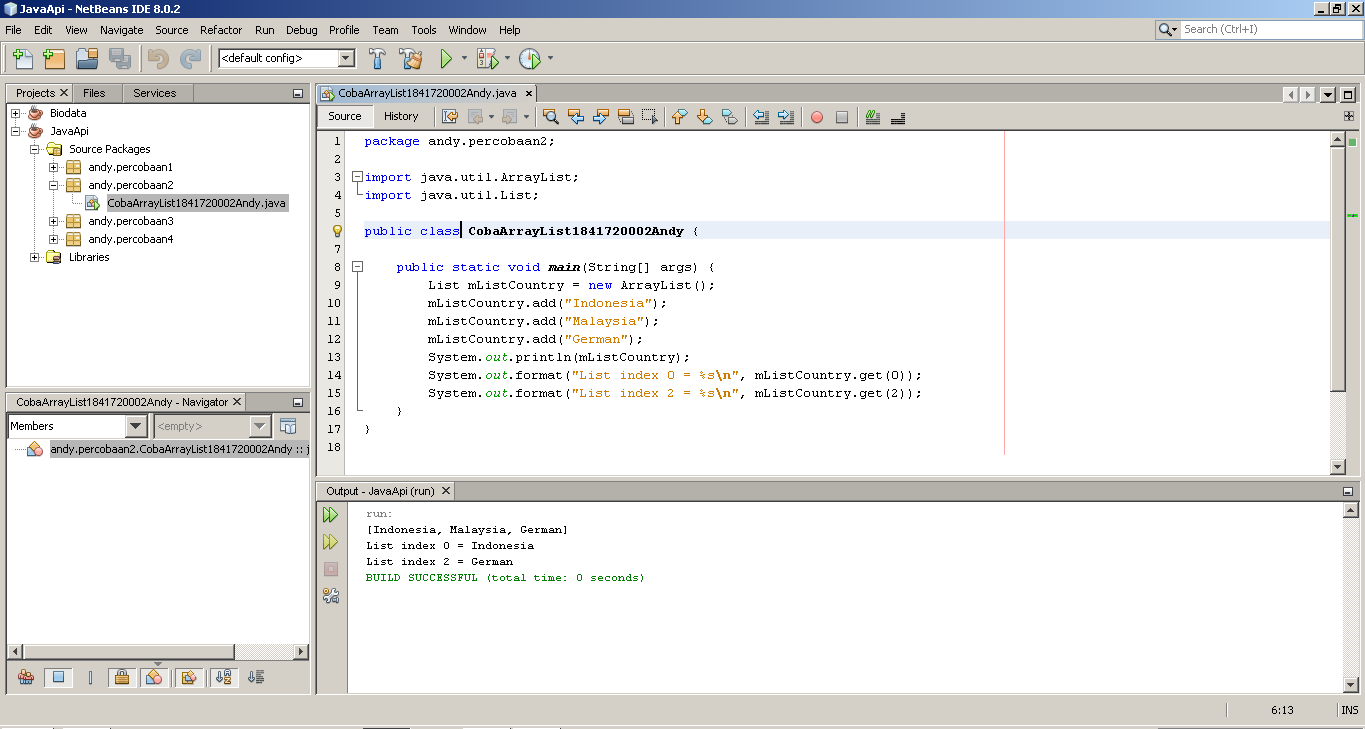 JavaApi - NetBeans IDE 8.0.2
File Edit View Navigate Source Refactor Run Debug Profile Team Tools Window Help
Search (Ctrl+I)
<default config>
Projects Files Services
Biodata
JavaApi
Source Packages
andy.percobaan1
andy.percobaan2
CobaArrayList1841720002Andy.java
andy.percobaan3
andy.percobaan4
Libraries
CobaArrayList1841720002Andy - Navigator
Members <empty>
andy.percobaan2.CobaArrayList1841720002Andy :: j
CobaArrayList1841720002Andy.java
Source History
1 package andy.percobaan2;
2
3 import java.util.ArrayList;
4 import java.util.List;
5
public class CobaArrayList1841720002Andy {
7
8 public static void main(String[] args) {
9 List mListCountry = new ArrayList();
10 mListCountry.add("Indonesia");
11 mListCountry.add("Malaysia");
12 mListCountry.add("German");
13 System.out.println(mListCountry);
14 System.out.format("List index 0 = %s\n", mListCountry.get(0));
15 System.out.format("List index 2 = %s\n", mListCountry.get(2));
16 }
17 }
18
Output - JavaApi (run)
run:
[Indonesia, Malaysia, German]
List index 0 = Indonesia
List index 2 = German
BUILD SUCCESSFUL (total time: 0 seconds)
6:13 INS